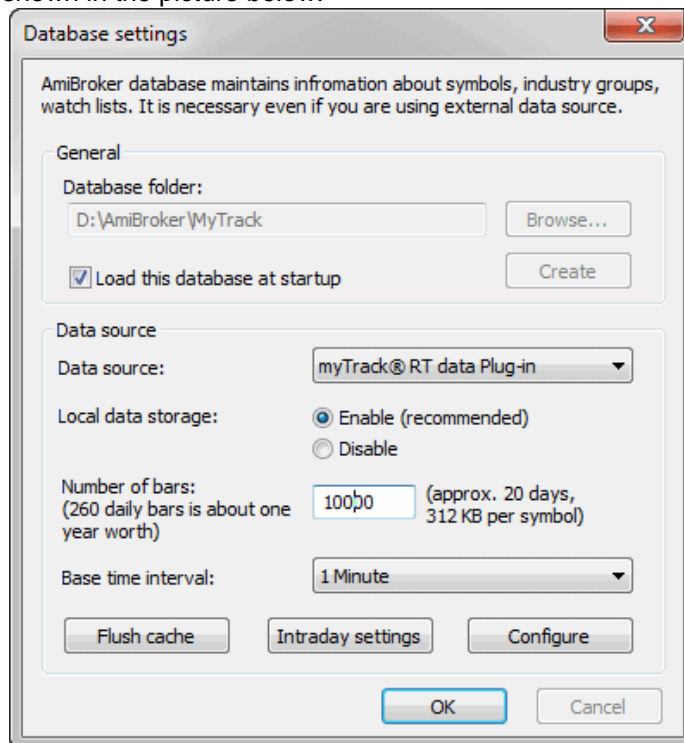 shown in the picture below:
Database settings
AmiBroker database maintains infromation about symbols, industry groups,
watch lists. It is necessary even if you are using external data source.
General
Database folder:
D:\AmiBroker\MyTrack
Browse...
Load this database at startup
Create
Data source
Data source:
myTrack® RT data Plug-in
Local data storage:
Enable (recommended)
Disable
Number of bars:
(260 daily bars is about one
year worth)
10000
(approx. 20 days,
312 KB per symbol)
Base time interval:
1 Minute
Flush cache
Intraday settings
Configure
OK
Cancel